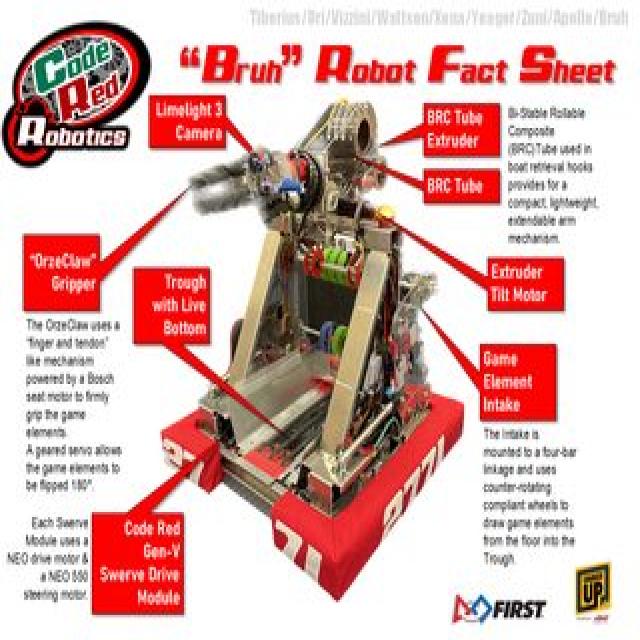 Tiberius/Uri/Vizzini/Wattson/Xena/Yeager/Zuni/Apollo/Bruh
Code
Red
Robotics
“Bruh” Robot Fact Sheet
Limelight 3
Camera
BRC Tube
Extruder
BRC Tube
Bi-Stable Rollable
Composite
(BRC)Tube used in
boat retrieval hooks
provides for a
compact, lightweight,
extendable arm
mechanism.
"OrzeClaw"
Gripper
Trough
with Live
Bottom
Extruder
Tilt Motor
The OrzeClaw uses a
"finger and tendon"
like mechanism
powered by a Bosch
seat motor to firmly
grip the game
elements.
A geared servo allows
the game elements to
be flipped 180°.
Game
Element
Intake
The Intake is
mounted to a four-bar
linkage and uses
counter-rotating
compliant wheels to
draw game elements
from the floor into the
Trough.
Each Swerve
Module uses a
NEO drive motor &
a NEO 550
steering motor.
Code Red
Gen-V
Swerve Drive
Module
27
71
2771
FIRST
UP